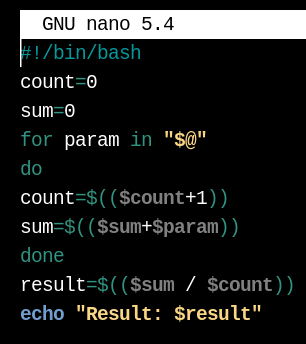 GNU nano 5.4
#!/bin/bash
count=0
sum=0
for param in "$@"
do
count=$(($count+1))
sum=$(($sum+$param))
done
result=$(($sum / $count))
echo "Result: $result"